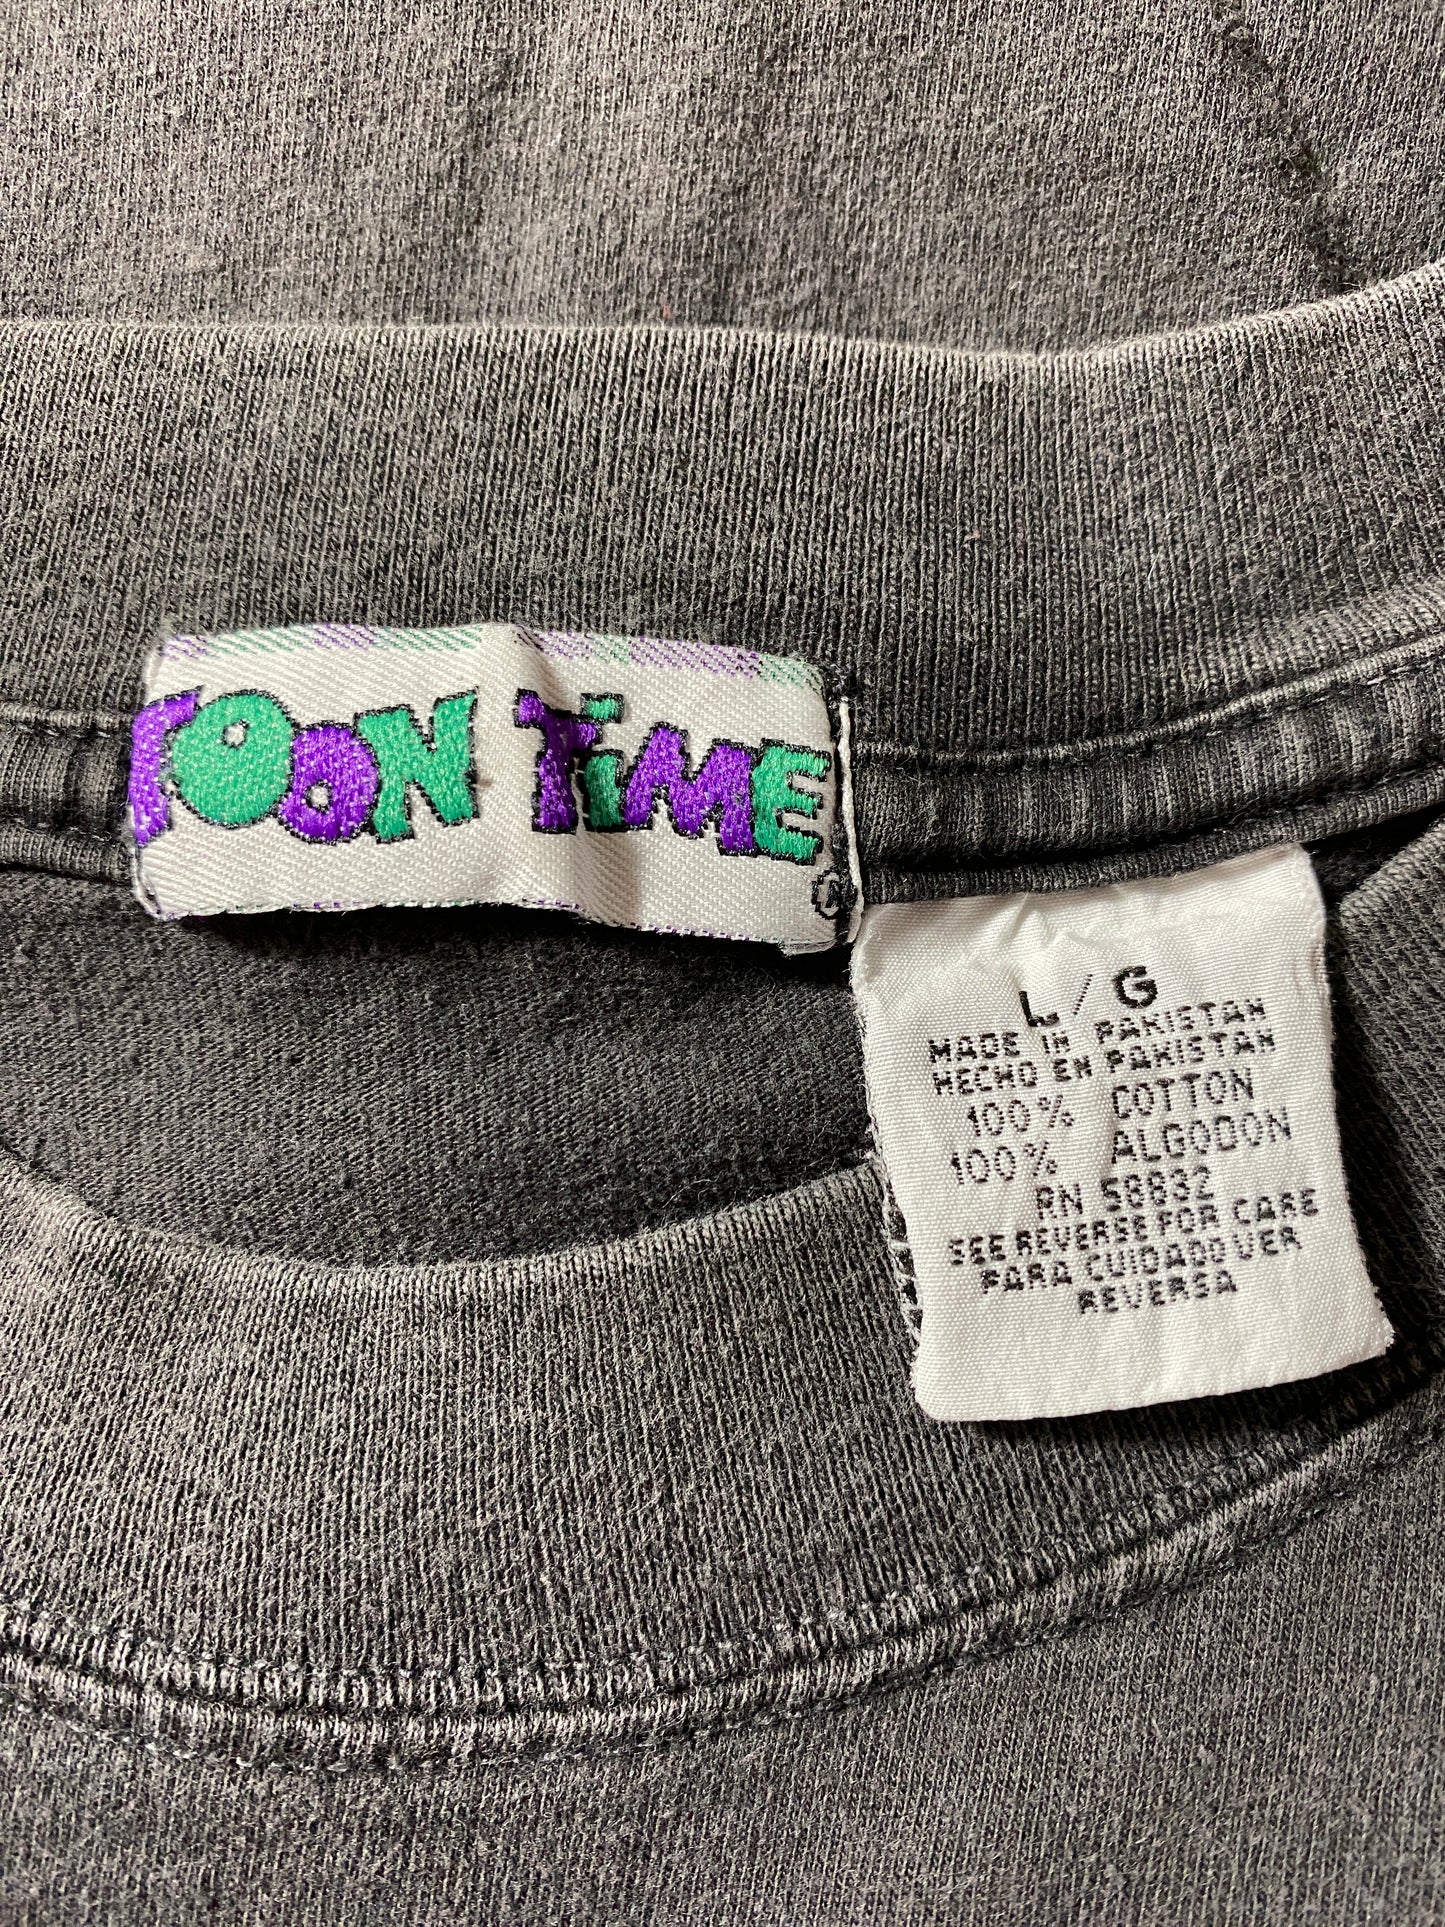 TOON TiME
®
L / G
MADE IN PAKISTAN
HECHO EN PAKISTAN
100% COTTON
100% ALGODON
RN 58832
SEE REVERSE FOR CARE
PARA CUIDADO VER
REVERSA